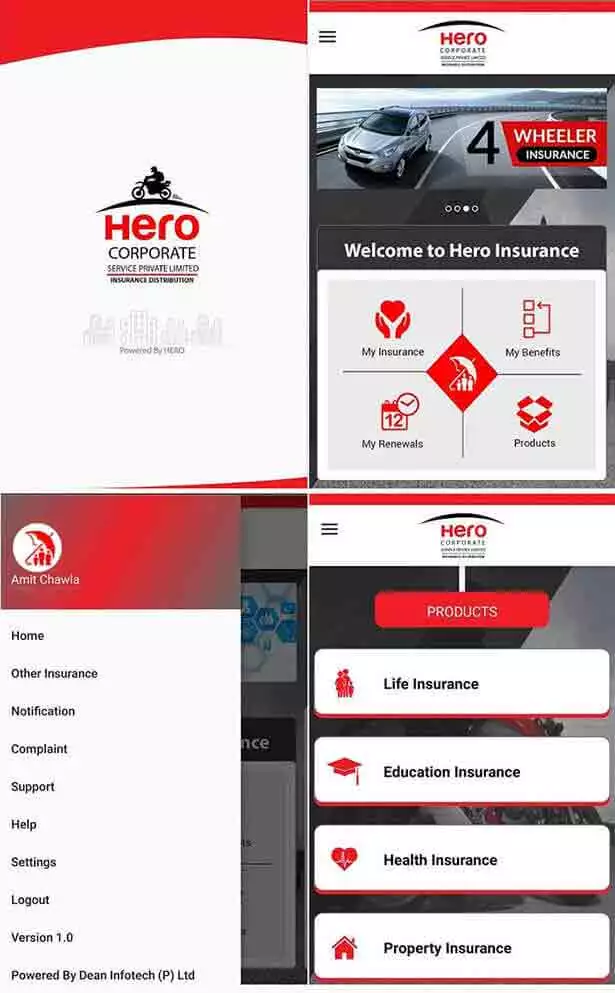 Hero
CORPORATE
SERVICE PRIVATE LIMITED
INSURANCE DISTRIBUTION
Powered By HERO
Hero
CORPORATE
SERVICE PRIVATE LIMITED
INSURANCE DISTRIBUTION
4 WHEELER
INSURANCE
Welcome to Hero Insurance
My Insurance
My Benefits
12
My Renewals
Products
Amit Chawla
Home
Other Insurance
Notification
Complaint
Support
Help
Settings
Logout
Version 1.0
Powered By Dean Infotech (P) Ltd
nce
Hero
CORPORATE
SERVICE PRIVATE LIMITED
INSURANCE DISTRIBUTION
PRODUCTS
Life Insurance
Education Insurance
Health Insurance
Property Insurance